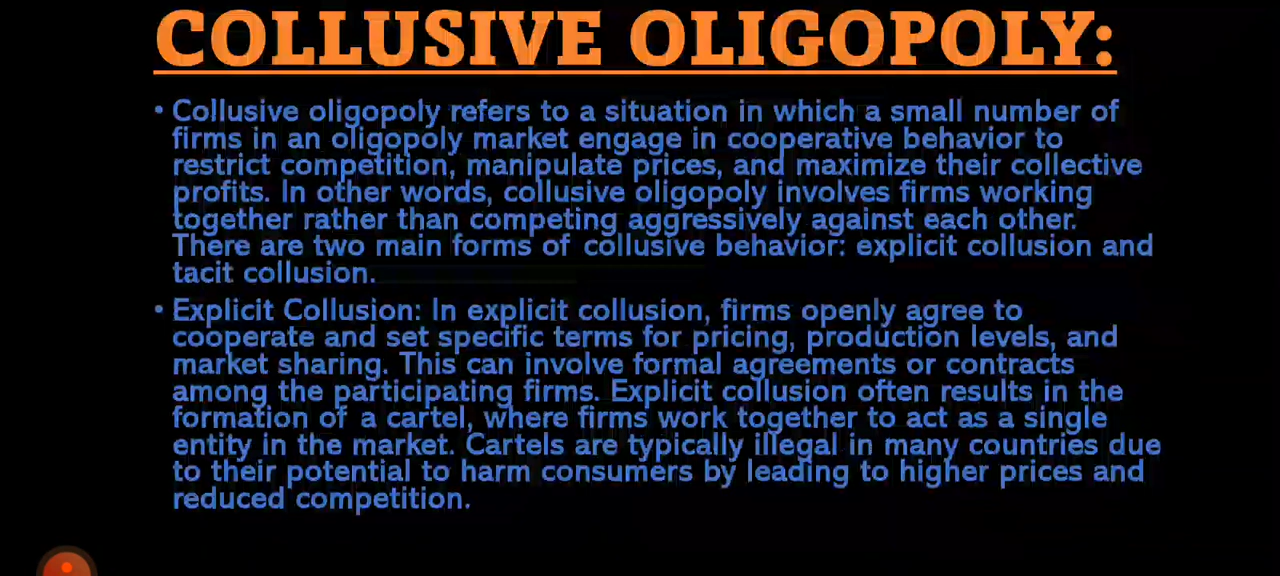 COLLUSIVE OLIGOPOLY:
• Collusive oligopoly refers to a situation in which a small number of
firms in an oligopoly market engage in cooperative behavior to
restrict competition, manipulate prices, and maximize their collective
profits. In other words, collusive oligopoly involves firms working
together rather than competing aggressively against each other.
There are two main forms of collusive behavior: explicit collusion and
tacit collusion.
• Explicit Collusion: In explicit collusion, firms openly agree to
cooperate and set specific terms for pricing, production levels, and
market sharing. This can involve formal agreements or contracts
among the participating firms. Explicit collusion often results in the
formation of a cartel, where firms work together to act as a single
entity in the market. Cartels are typically illegal in many countries due
to their potential to harm consumers by leading to higher prices and
reduced competition.